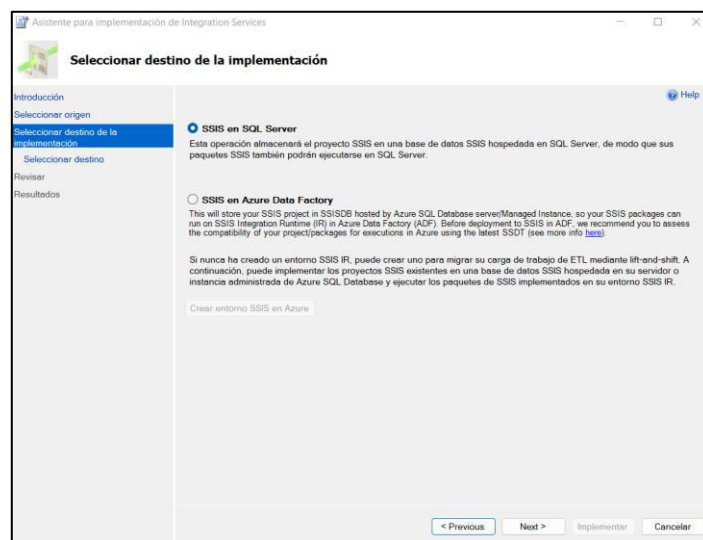 Asistente para implementación de Integration Services
Seleccionar destino de la implementación
Introducción
Seleccionar origen
Seleccionar destino de la
implementación
Seleccionar destino
Revisar
Resultados
Help
SSIS en SQL Server
Esta operación almacenará el proyecto SSIS en una base de datos SSIS hospedada en SQL Server, de modo que sus
paquetes SSIS también podrán ejecutarse en SQL Server.
SSIS en Azure Data Factory
This will store your SSIS project in SSISDB hosted by Azure SQL Database server/Managed Instance, so your SSIS packages can
run on SSIS Integration Runtime (IR) in Azure Data Factory (ADF). Before deployment to SSIS in ADF, we recommend you to assess
the compatibility of your project/packages for executions in Azure using the latest SSDT (see more info here).
Si nunca ha creado un entorno SSIS IR, puede crear uno para migrar su carga de trabajo de ETL mediante lift-and-shift. A
continuación, puede implementar los proyectos SSIS existentes en una base de datos SSIS hospedada en su servidor o
instancia administrada de Azure SQL Database y ejecutar los paquetes de SSIS implementados en su entorno SSIS IR.
Crear entorno SSIS en Azure
< Previous
Next >
Implementar
Cancelar